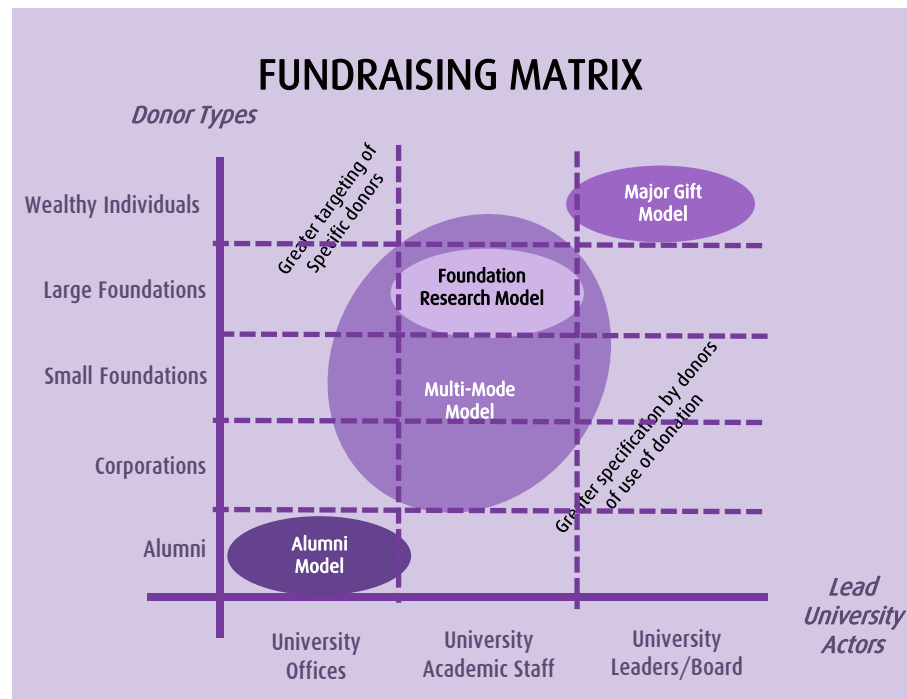 FUNDRAISING MATRIX
Donor Types
Greater targeting of
Specific donors
Wealthy Individuals
Major Gift
Model
Large Foundations
Foundation
Research Model
Small Foundations
Multi-Mode
Model
Greater specification by donors
of use of donation
Corporations
Alumni
Alumni
Model
Lead
University
Actors
University
Offices
University
Academic Staff
University
Leaders/Board